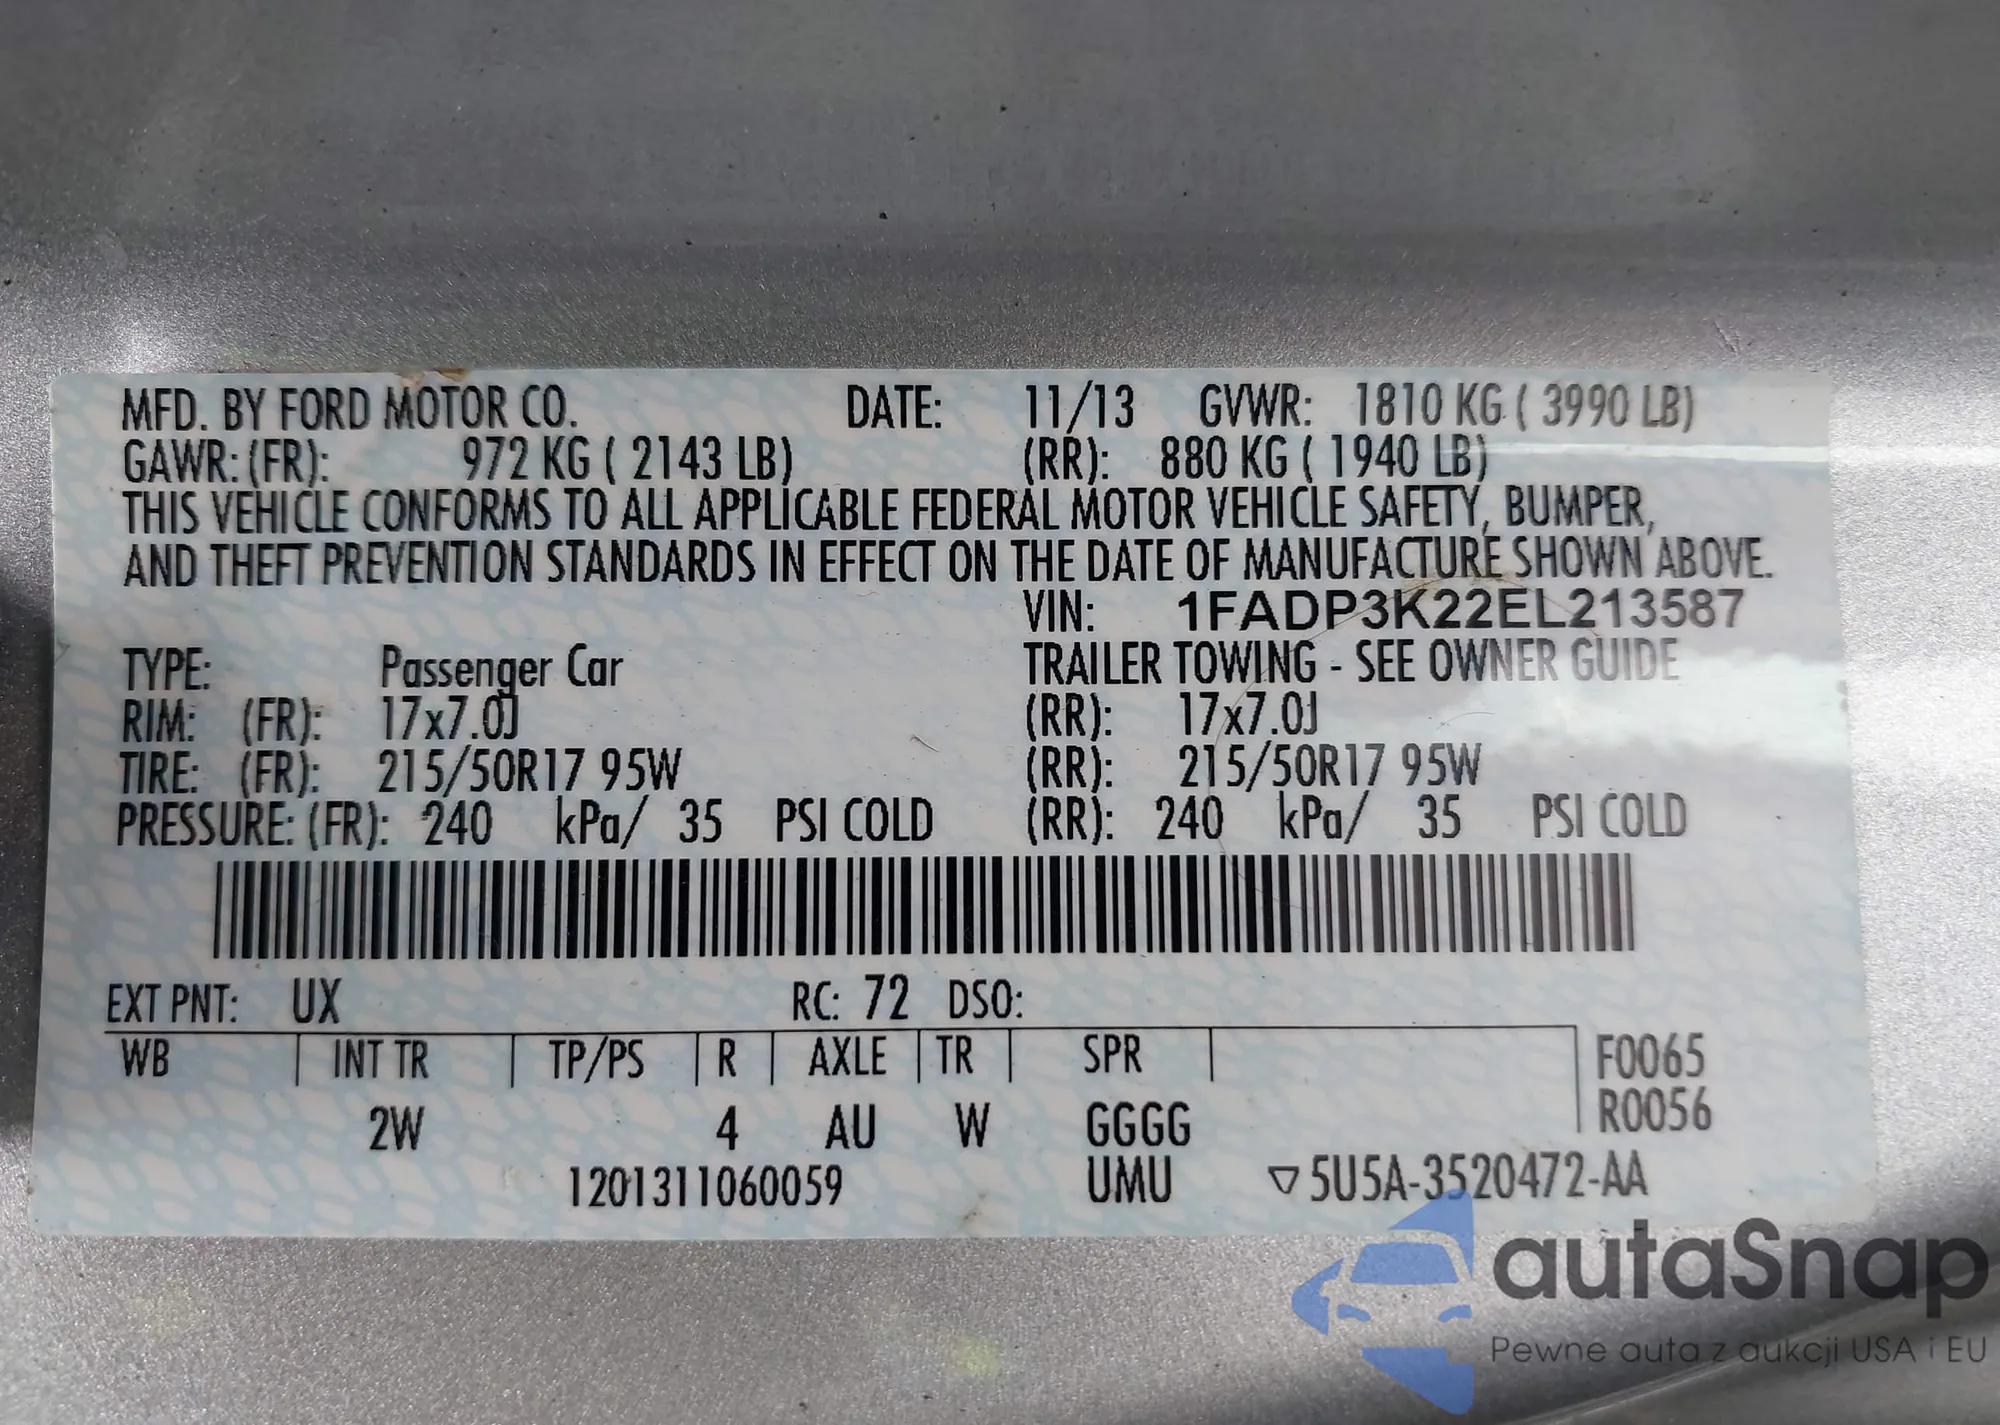 MFD. BY FORD MOTOR CO. DATE: 11/13 GVWR: 1810 KG ( 3990 LB)
GAWR: (FR): 972 KG ( 2143 LB) (RR): 880 KG ( 1940 LB)
THIS VEHICLE CONFORMS TO ALL APPLICABLE FEDERAL MOTOR VEHICLE SAFETY, BUMPER,
AND THEFT PREVENTION STANDARDS IN EFFECT ON THE DATE OF MANUFACTURE SHOWN ABOVE.
VIN: 1FADP3K22EL213587
TYPE: Passenger Car TRAILER TOWING - SEE OWNER GUIDE
RIM: (FR): 17x7.0J (RR): 17x7.0J
TIRE: (FR): 215/50R17 95W (RR): 215/50R17 95W
PRESSURE: (FR): 240 kPa/ 35 PSI COLD (RR): 240 kPa/ 35 PSI COLD
EXT PNT: UX RC: 72 DSO:
WB INT TR TP/PS R AXLE TR SPR F0065
R0056
2W 4 AU W GGGG
1201311060059 UMU ▽5U5A-3520472-AA
autaSnap
Pewne auta z aukcji USA i EU